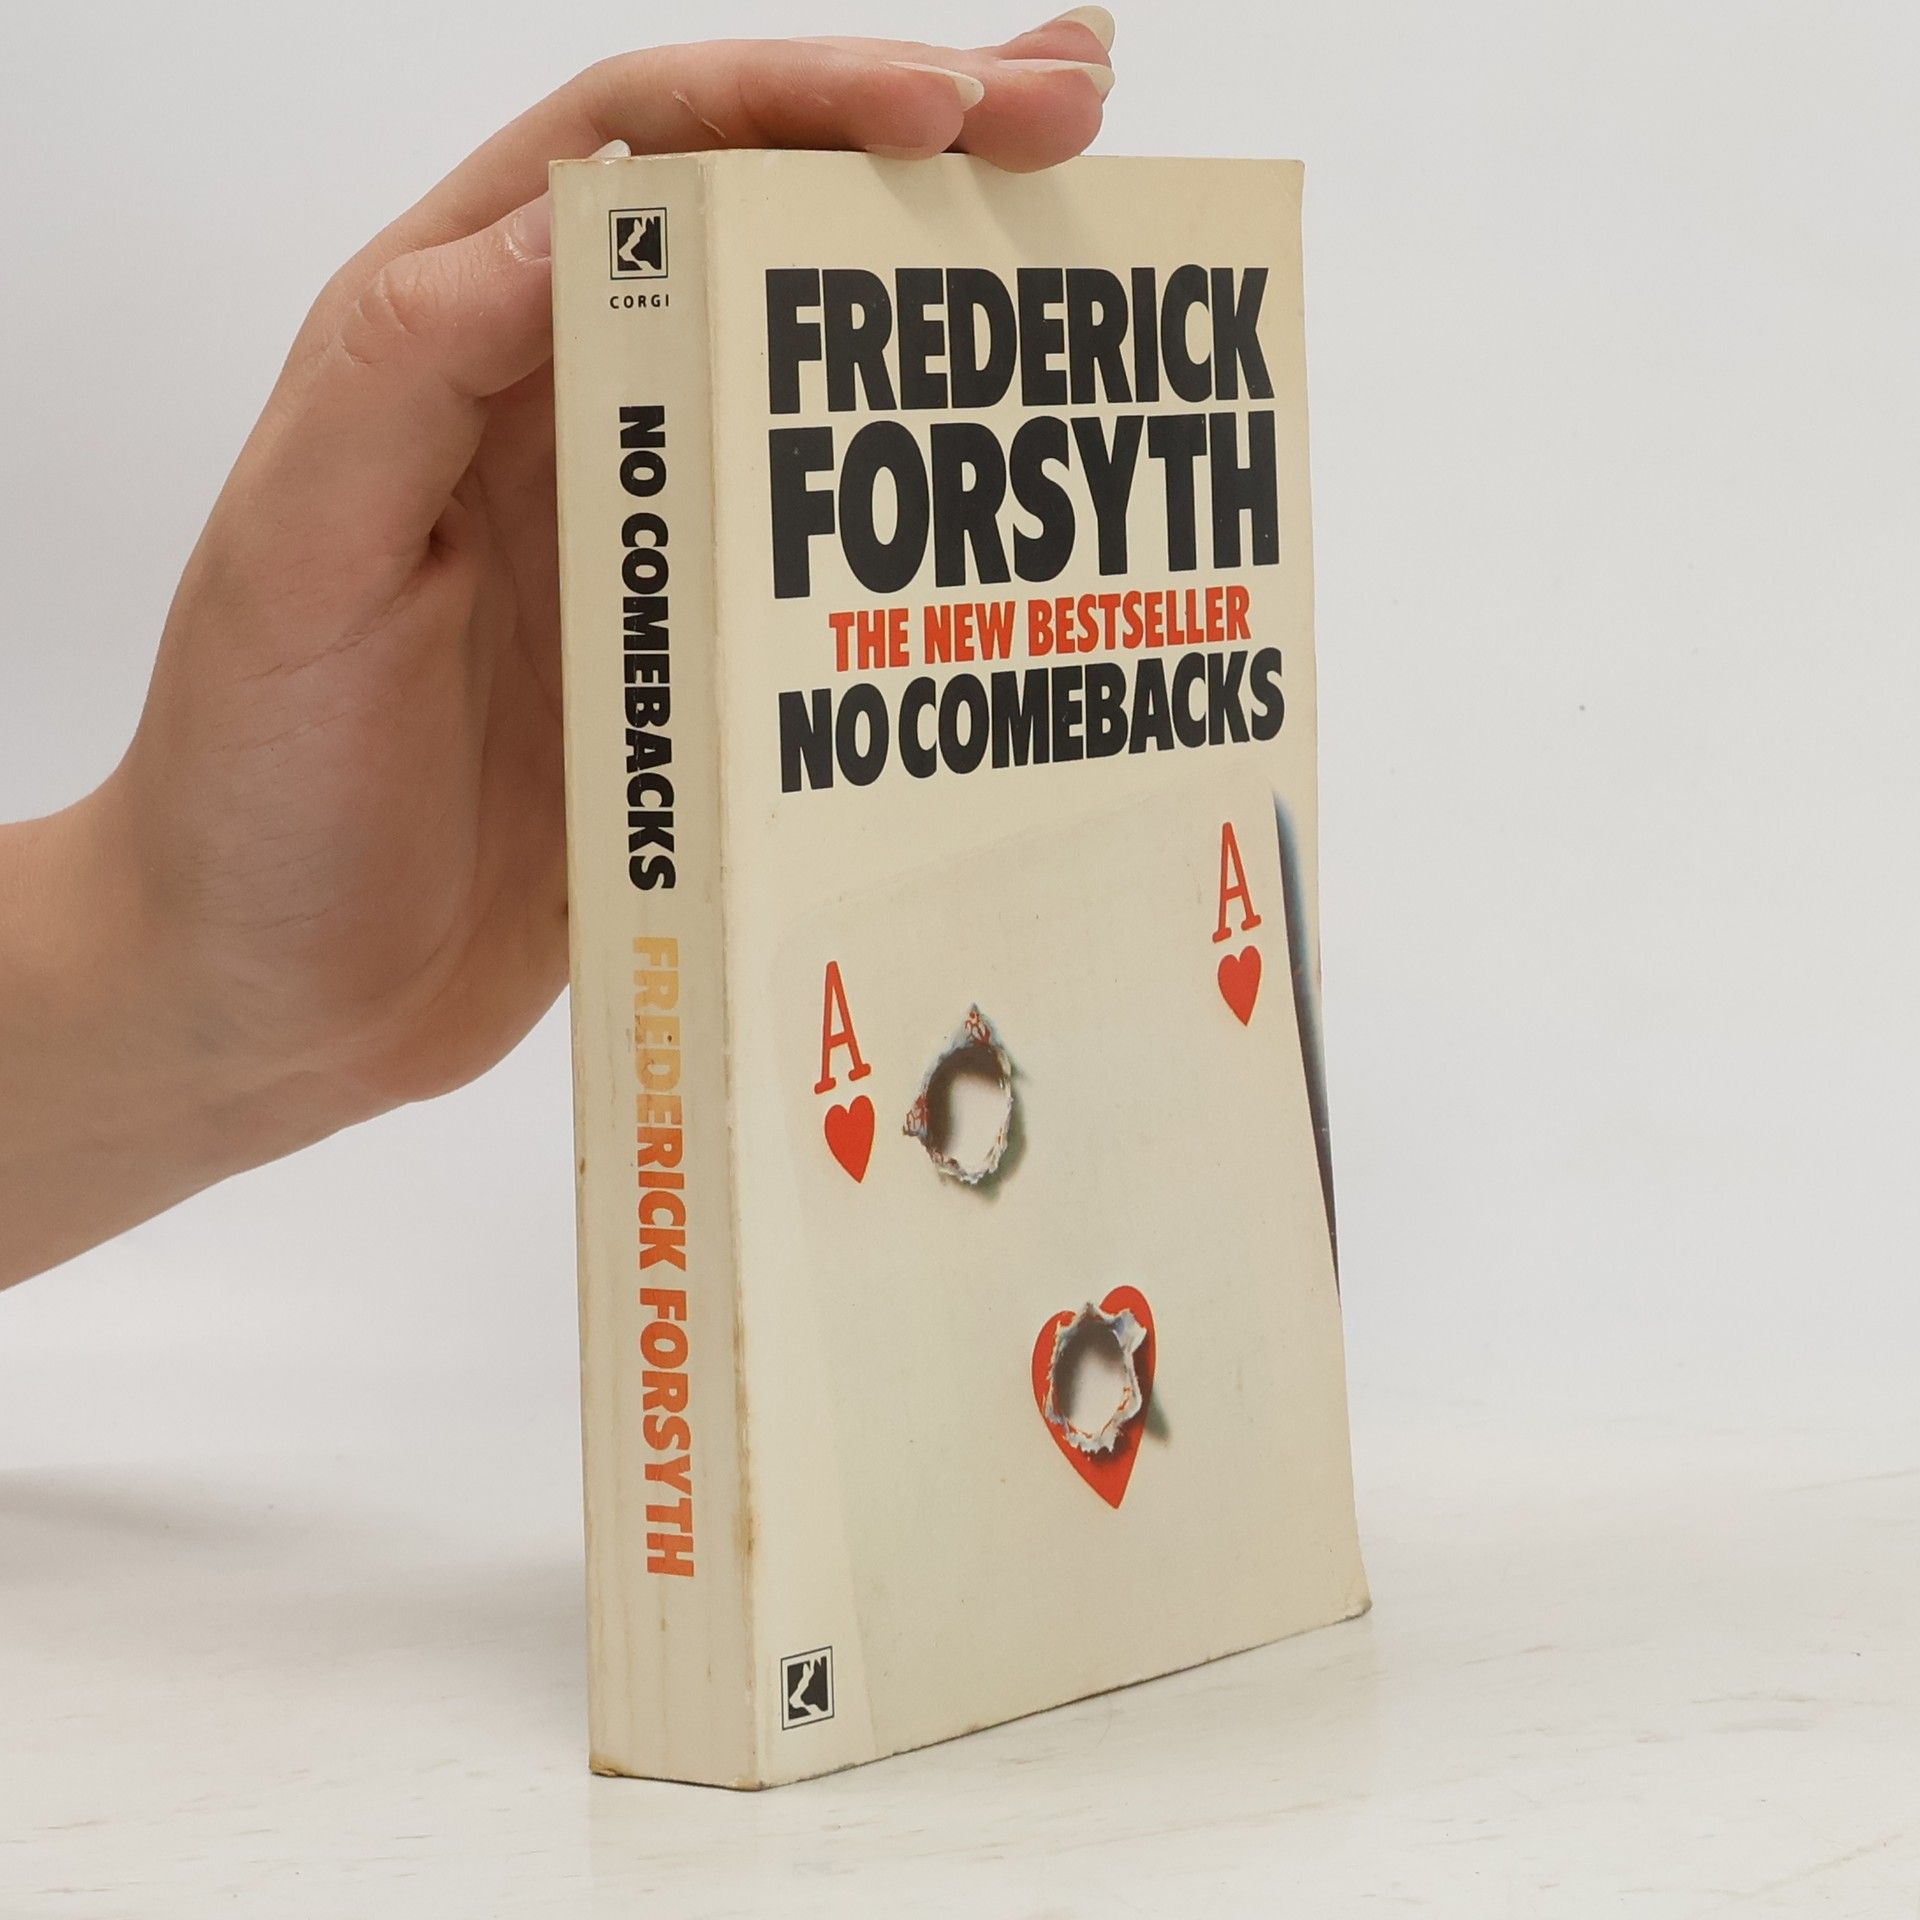 CORGI
NO COMEBACKS FREDERICK FORSYTH
FREDERICK
FORSYTH
THE NEW BESTSELLER
NO COMEBACKS
A
A